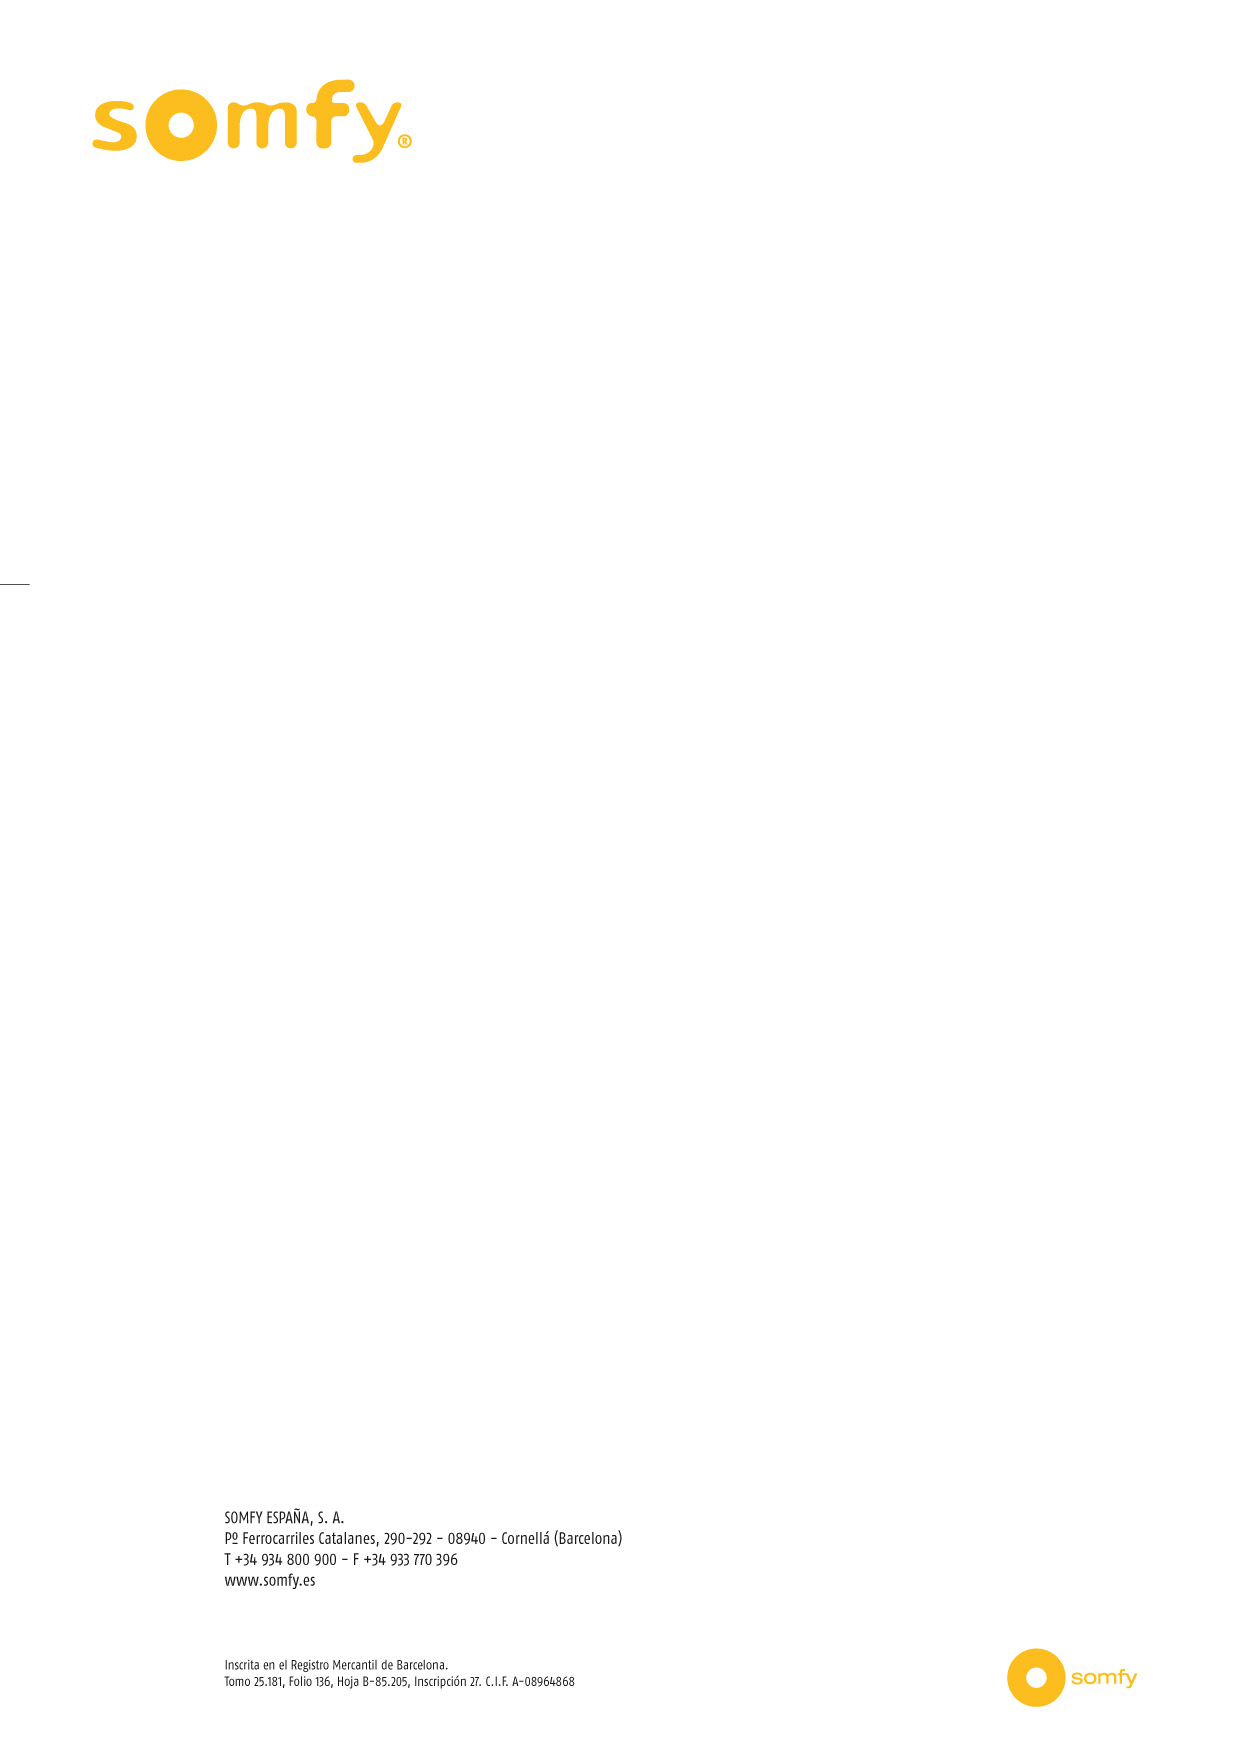 somfy®
SOMFY ESPAÑA, S. A.
Pº Ferrocarriles Catalanes, 290-292 - 08940 - Cornellá (Barcelona)
T +34 934 800 900 - F +34 933 770 396
www.somfy.es
Inscrita en el Registro Mercantil de Barcelona.
Tomo 25.181, Folio 136, Hoja B-85.205, Inscripción 27. C.I.F. A-08964868
somfy